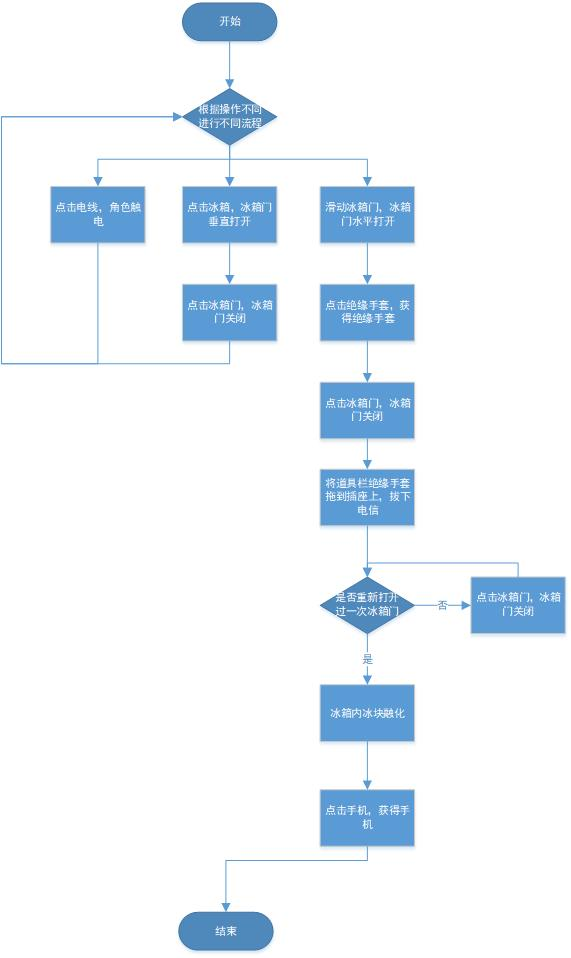 开始
根据操作不同
进行不同流程
点击电线，角色触
电
点击冰箱，冰箱门
垂直打开
滑动冰箱门，冰箱
门水平打开
点击冰箱门，冰箱
门关闭
点击绝缘手套，获
得绝缘手套
点击冰箱门，冰箱
门关闭
将道具栏绝缘手套
拖到插座上，拔下
电信
是否重新打开
过一次冰箱门
否
点击冰箱门，冰箱
门关闭
是
冰箱内冰块融化
点击手机，获得手
机
结束